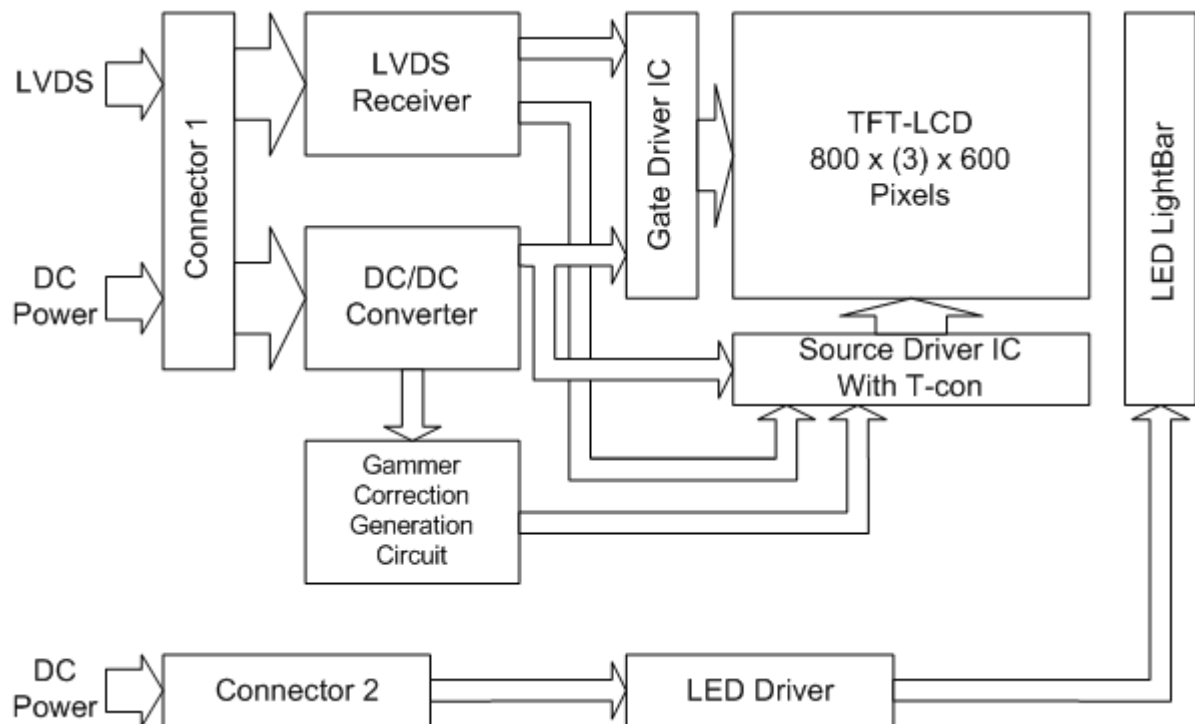 LVDS
Connector 1
LVDS
Receiver
Gate Driver IC
TFT-LCD
800 x (3) x 600
Pixels
LED LightBar
DC
Power
DC/DC
Converter
Source Driver IC
With T-con
Gammer
Correction
Generation
Circuit
DC
Power
Connector 2
LED Driver